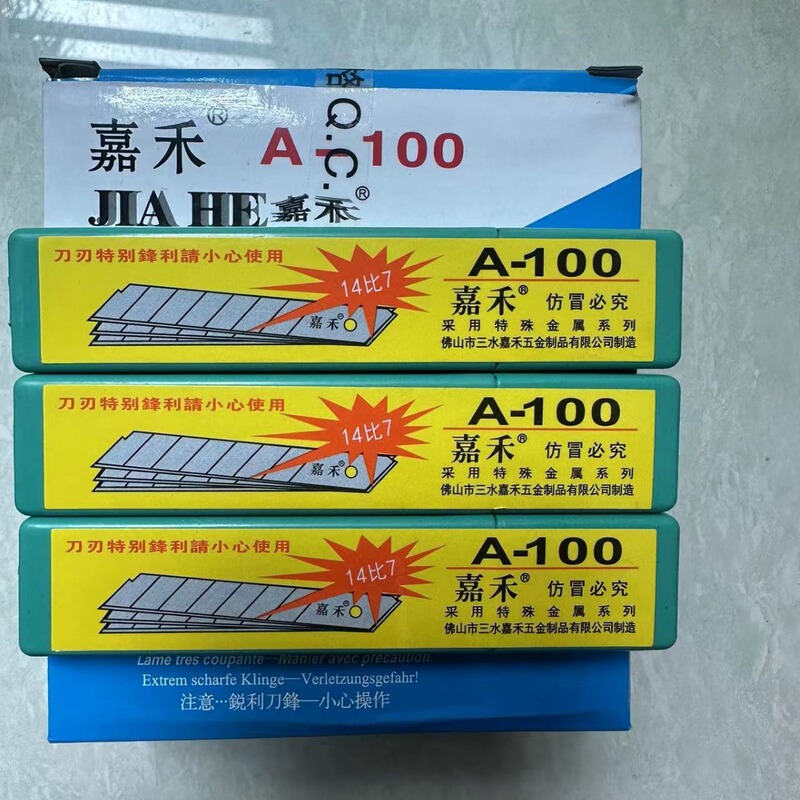 嘉禾® A-100
格Q.C.
JIA HE 嘉禾®
刀刃特别鋒利請小心使用
14比7
嘉禾®
A-100
嘉禾® 仿冒必究
采用特殊金属系列
佛山市三水嘉禾五金制品有限公司制造
刀刃特别鋒利請小心使用
14比7
嘉禾®
A-100
嘉禾® 仿冒必究
采用特殊金属系列
佛山市三水嘉禾五金制品有限公司制造
刀刃特别鋒利請小心使用
14比7
嘉禾®
A-100
嘉禾® 仿冒必究
采用特殊金属系列
佛山市三水嘉禾五金制品有限公司制造
Lame très coupante—Manier avec précaution.
Extrem scharfe Klinge—Verletzungsgefahr!
注意…鋭利刀鋒—小心操作